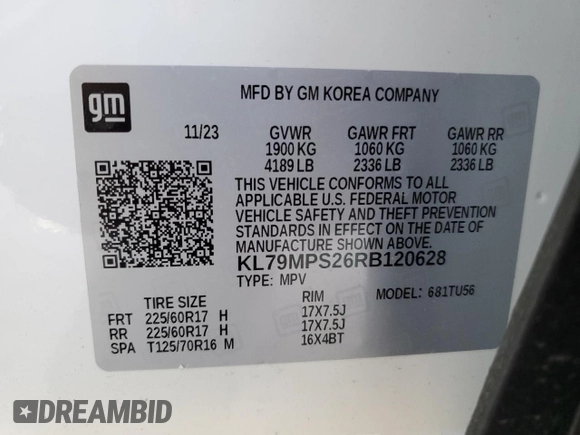 gm
MFD BY GM KOREA COMPANY
11/23 GVWR GAWR FRT GAWR RR
1900 KG 1060 KG 1060 KG
4189 LB 2336 LB 2336 LB
THIS VEHICLE CONFORMS TO ALL
APPLICABLE U.S. FEDERAL MOTOR
VEHICLE SAFETY AND THEFT PREVENTION
STANDARDS IN EFFECT ON THE DATE OF
MANUFACTURE SHOWN ABOVE.
KL79MPS26RB120628
TYPE: MPV MODEL: 681TU56
TIRE SIZE RIM
FRT 225/60R17 H 17X7.5J
RR 225/60R17 H 17X7.5J
SPA T125/70R16 M 16X4BT
DREAMBID